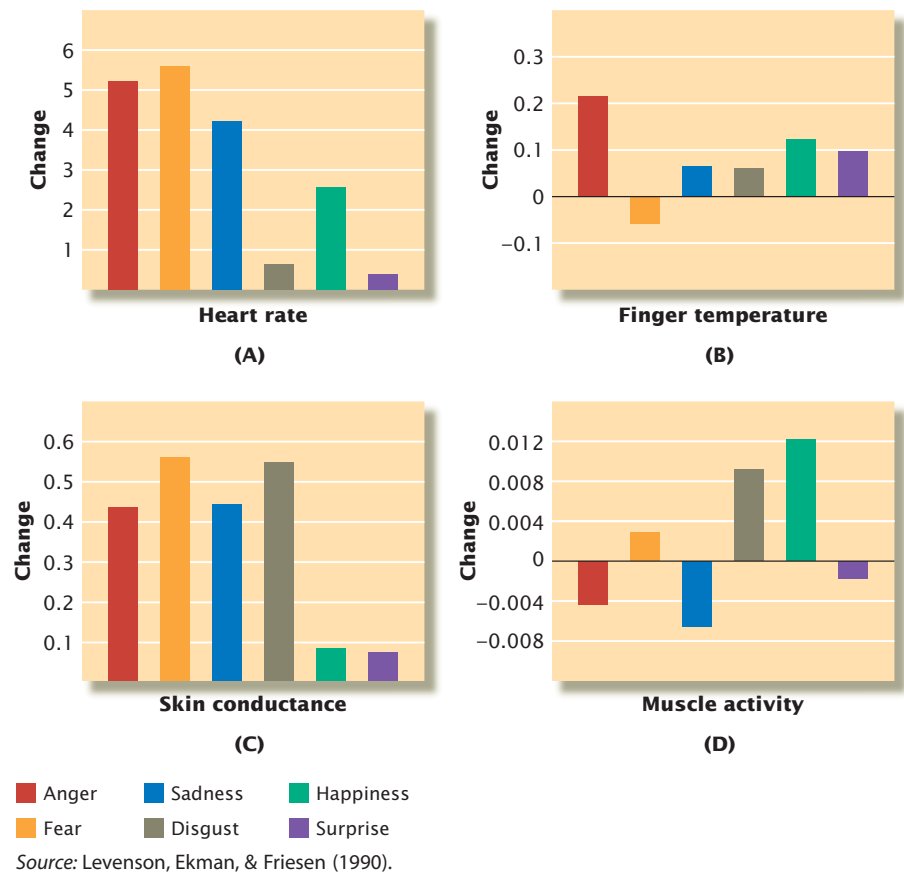 6
5
4
3
2
1
Change
Heart rate
(A)
0.3
0.2
0.1
0
−0.1
Change
Finger temperature
(B)
0.6
0.5
0.4
0.3
0.2
0.1
Change
Skin conductance
(C)
0.012
0.008
0.004
0
−0.004
−0.008
Change
Muscle activity
(D)
Anger
Sadness
Happiness
Fear
Disgust
Surprise
Source: Levenson, Ekman, & Friesen (1990).